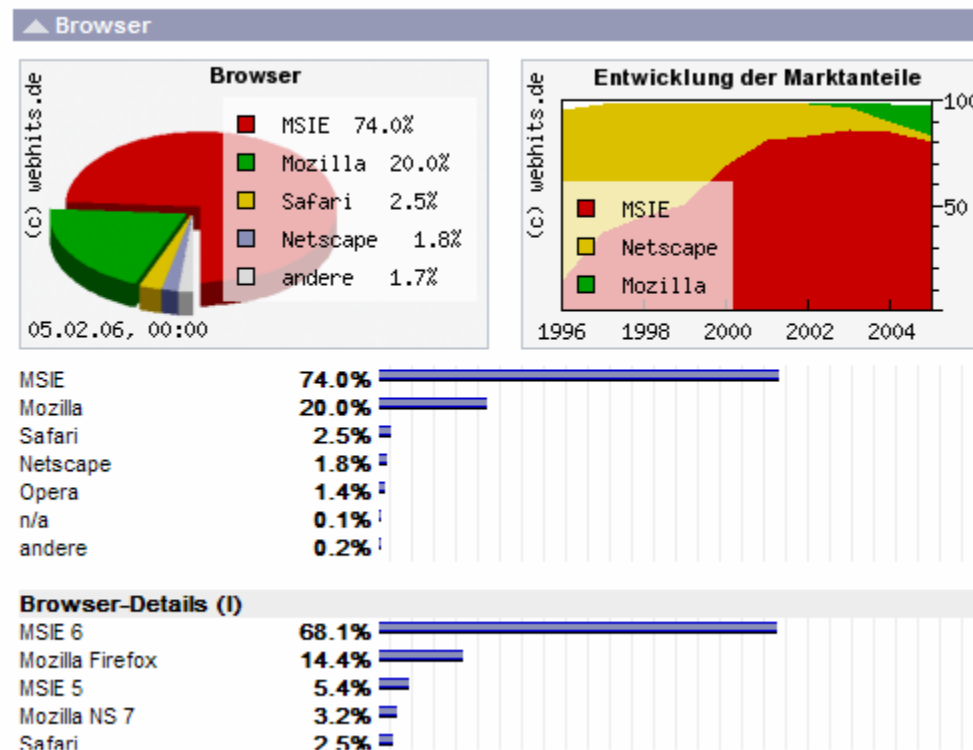 Browser
Browser
(c) webhits.de
MSIE 74.0%
Mozilla 20.0%
Safari 2.5%
Netscape 1.8%
andere 1.7%
05.02.06, 00:00
Entwicklung der Marktanteile
(c) webhits.de
100
50
MSIE
Netscape
Mozilla
1996 1998 2000 2002 2004
MSIE 74.0%
Mozilla 20.0%
Safari 2.5%
Netscape 1.8%
Opera 1.4%
n/a 0.1%
andere 0.2%
Browser-Details (I)
MSIE 6 68.1%
Mozilla Firefox 14.4%
MSIE 5 5.4%
Mozilla NS 7 3.2%
Safari 2.5%